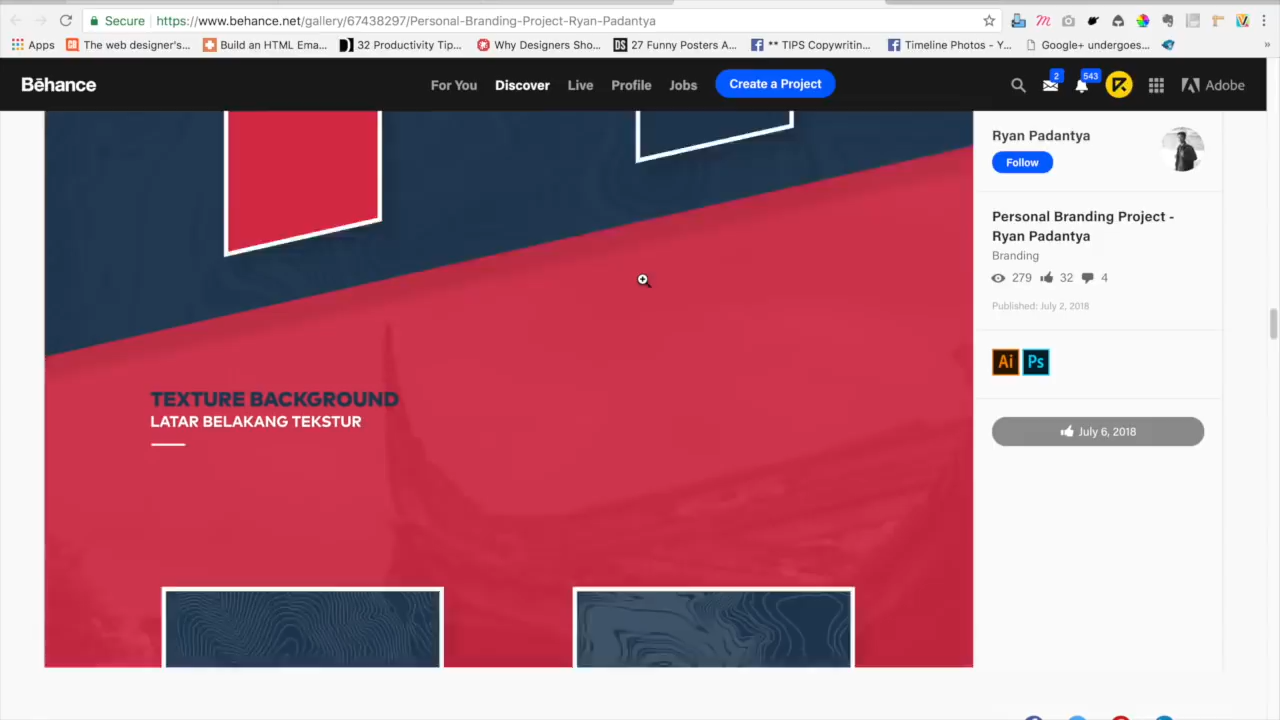 Secure https://www.behance.net/gallery/67438297/Personal-Branding-Project-Ryan-Padantya
Apps The web designer's... Build an HTML Ema... 32 Productivity Tip... Why Designers Sho... 27 Funny Posters A... ** TIPS Copywritin... Timeline Photos - Y... Google+ undergoes... »
Bēhance For You Discover Live Profile Jobs Create a Project 2 543 Adobe
Ryan Padantya
Follow
Personal Branding Project -
Ryan Padantya
Branding
279 32 4
Published: July 2, 2018
Ai Ps
July 6, 2018
TEXTURE BACKGROUND
LATAR BELAKANG TEKSTUR